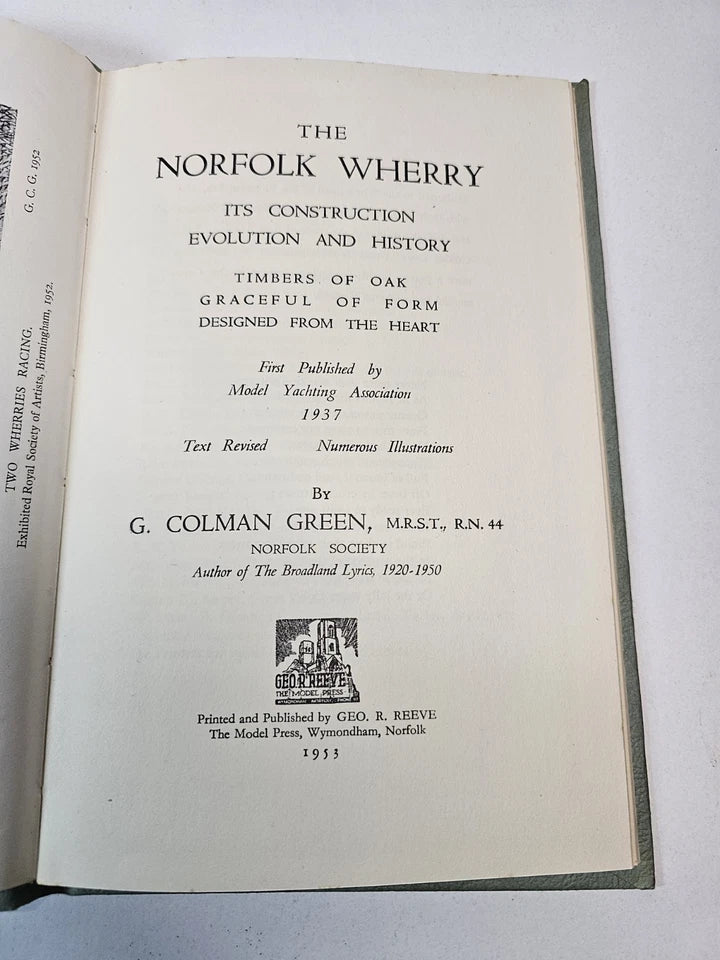 G. C. G. 1952
TWO WHERRIES RACING.
Exhibited Royal Society of Artists, Birmingham, 1952.
THE
NORFOLK WHERRY
ITS CONSTRUCTION
EVOLUTION AND HISTORY
TIMBERS OF OAK
GRACEFUL OF FORM
DESIGNED FROM THE HEART
First Published by
Model Yachting Association
1937
Text Revised Numerous Illustrations
By
G. COLMAN GREEN, M.R.S.T., R.N. 44
NORFOLK SOCIETY
Author of The Broadland Lyrics, 1920-1950
GEO. R. REEVE
THE MODEL PRESS
WYMONDHAM NORFOLK
Printed and Published by GEO. R. REEVE
The Model Press, Wymondham, Norfolk
1953